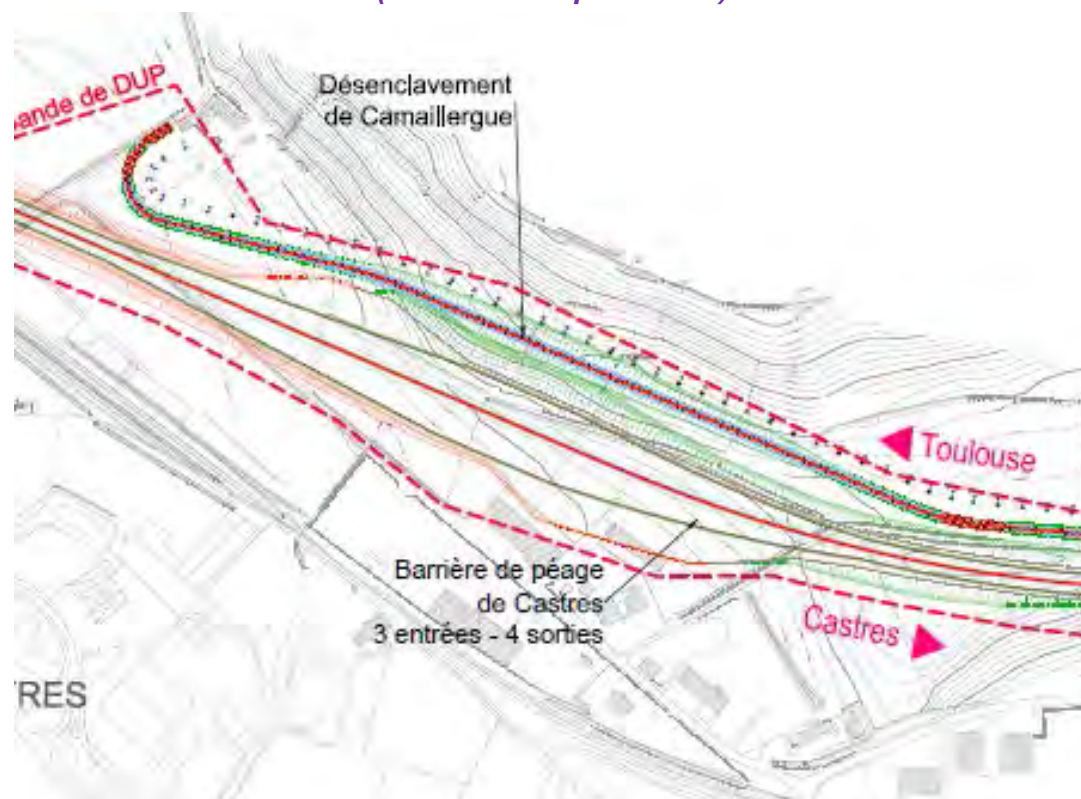 bande de DUP
Désenclavement
de Camaillergue
Toulouse
Barrière de péage
de Castres
3 entrées - 4 sorties
Castres
TRES